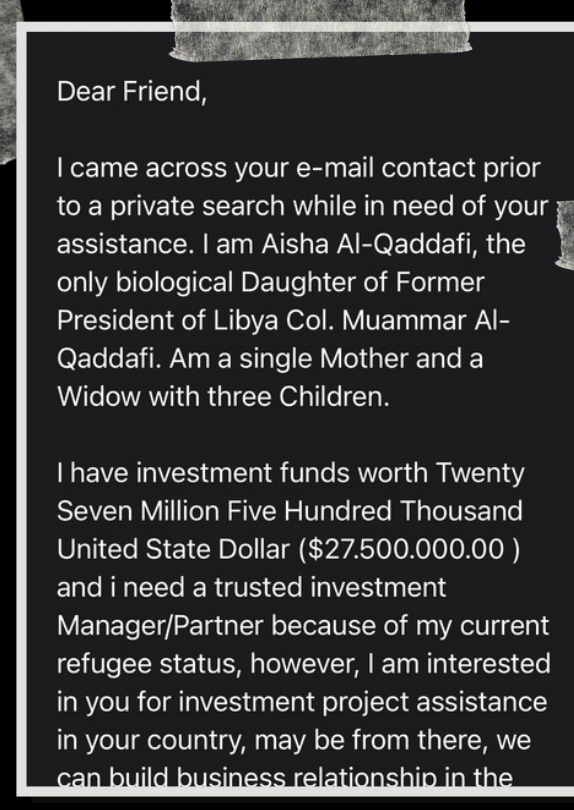 Dear Friend,
I came across your e-mail contact prior
to a private search while in need of your
assistance. I am Aisha Al-Qaddafi, the
only biological Daughter of Former
President of Libya Col. Muammar Al-
Qaddafi. Am a single Mother and a
Widow with three Children.
I have investment funds worth Twenty
Seven Million Five Hundred Thousand
United State Dollar ($27.500.000.00 )
and i need a trusted investment
Manager/Partner because of my current
refugee status, however, I am interested
in you for investment project assistance
in your country, may be from there, we
can build business relationship in the